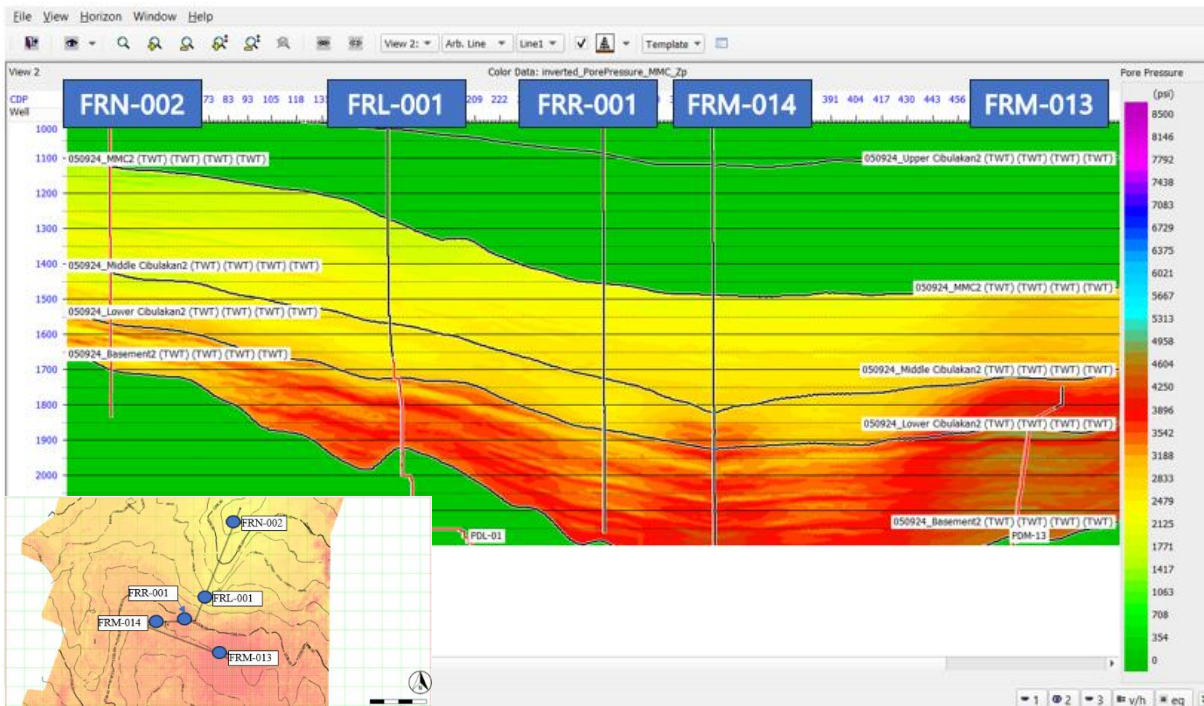 File View Horizon Window Help
View 2: Arb. Line Line1 Template
View 2 Color Data: inverted_PorePressure_MMC_Zp Pore Pressure
(psi)
CDP 73 83 93 105 118 209 222 391 404 417 430 443 456
Well
FRN-002 FRL-001 FRR-001 FRM-014 FRM-013
1000
1100
1200
1300
1400
1500
1600
1700
1800
1900
2000
050924_MMC2 (TWT) (TWT) (TWT) (TWT)
050924_Upper Cibulakan2 (TWT) (TWT) (TWT) (TWT)
050924_Middle Cibulakan2 (TWT) (TWT) (TWT) (TWT)
050924_MMC2 (TWT) (TWT) (TWT) (TWT)
050924_Lower Cibulakan2 (TWT) (TWT) (TWT) (TWT)
050924_Basement2 (TWT) (TWT) (TWT) (TWT)
050924_Middle Cibulakan2 (TWT) (TWT) (TWT) (TWT)
050924_Lower Cibulakan2 (TWT) (TWT) (TWT) (TWT)
050924_Basement2 (TWT) (TWT) (TWT) (TWT)
PDL-01
PDM-13
8500
8146
7792
7438
7083
6729
6375
6021
5667
5313
4958
4604
4250
3896
3542
3188
2833
2479
2125
1771
1417
1063
708
354
0
FRN-002
FRR-001
FRL-001
FRM-014
FRM-013
1 2 3 v/h eq